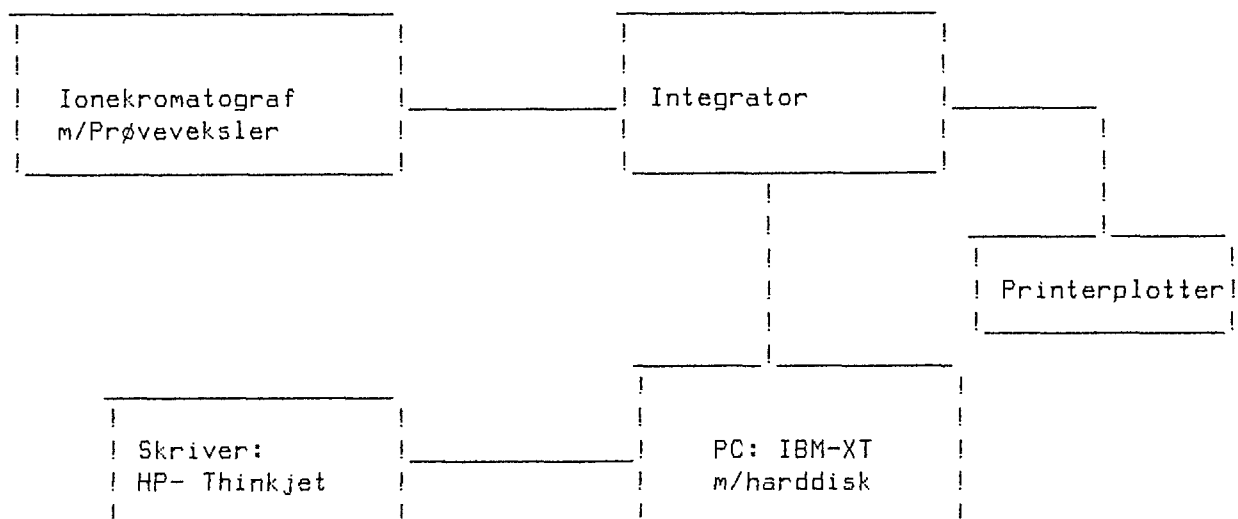 Ionekromatograf
m/Prøveveksler
Integrator
Printerplotter
Skriver:
HP- Thinkjet
PC: IBM-XT
m/harddisk